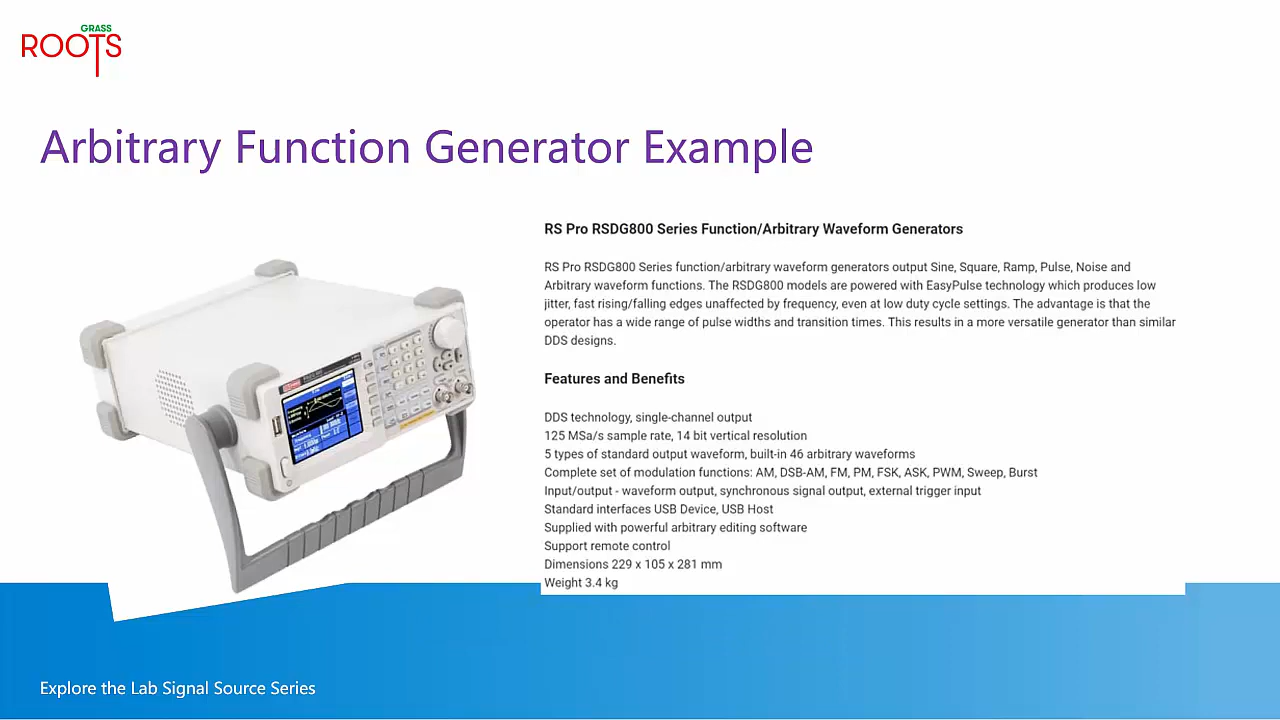 GRASS
ROOTS
Arbitrary Function Generator Example
RS Pro RSDG800 Series Function/Arbitrary Waveform Generators
RS Pro RSDG800 Series function/arbitrary waveform generators output Sine, Square, Ramp, Pulse, Noise and
Arbitrary waveform functions. The RSDG800 models are powered with EasyPulse technology which produces low
jitter, fast rising/falling edges unaffected by frequency, even at low duty cycle settings. The advantage is that the
operator has a wide range of pulse widths and transition times. This results in a more versatile generator than similar
DDS designs.
Features and Benefits
DDS technology, single-channel output
125 MSa/s sample rate, 14 bit vertical resolution
5 types of standard output waveform, built-in 46 arbitrary waveforms
Complete set of modulation functions: AM, DSB-AM, FM, PM, FSK, ASK, PWM, Sweep, Burst
Input/output - waveform output, synchronous signal output, external trigger input
Standard interfaces USB Device, USB Host
Supplied with powerful arbitrary editing software
Support remote control
Dimensions 229 x 105 x 281 mm
Weight 3.4 kg
Explore the Lab Signal Source Series